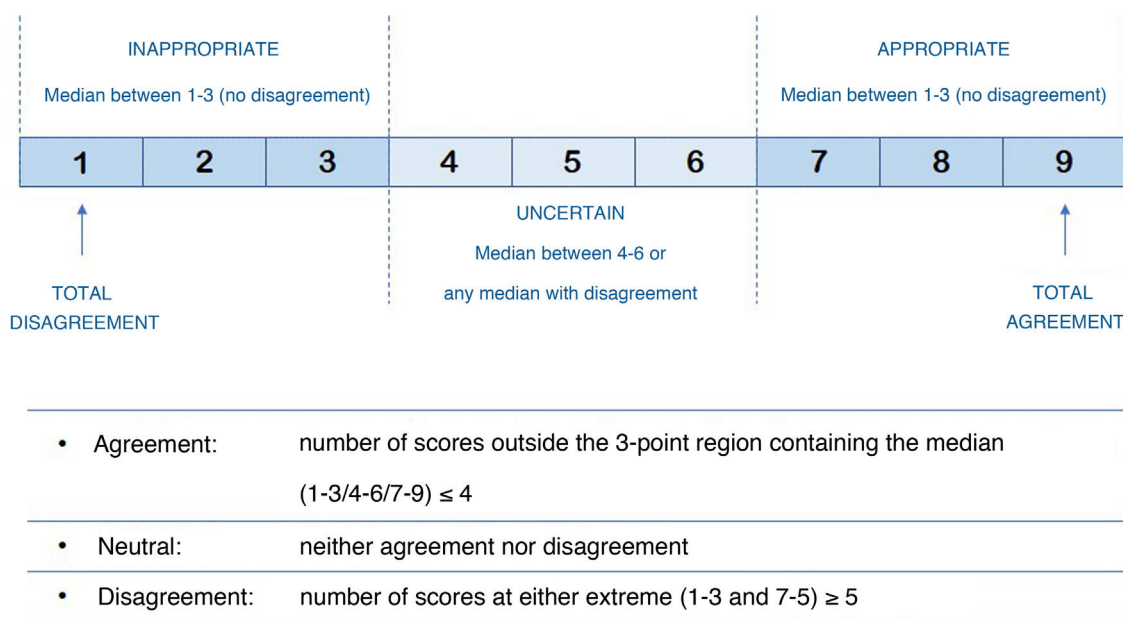 INAPPROPRIATE
Median between 1-3 (no disagreement)
APPROPRIATE
Median between 1-3 (no disagreement)
1 2 3 4 5 6 7 8 9
UNCERTAIN
Median between 4-6 or
any median with disagreement
TOTAL
DISAGREEMENT
TOTAL
AGREEMENT
• Agreement: number of scores outside the 3-point region containing the median
(1-3/4-6/7-9) ≤ 4
• Neutral: neither agreement nor disagreement
• Disagreement: number of scores at either extreme (1-3 and 7-5) ≥ 5